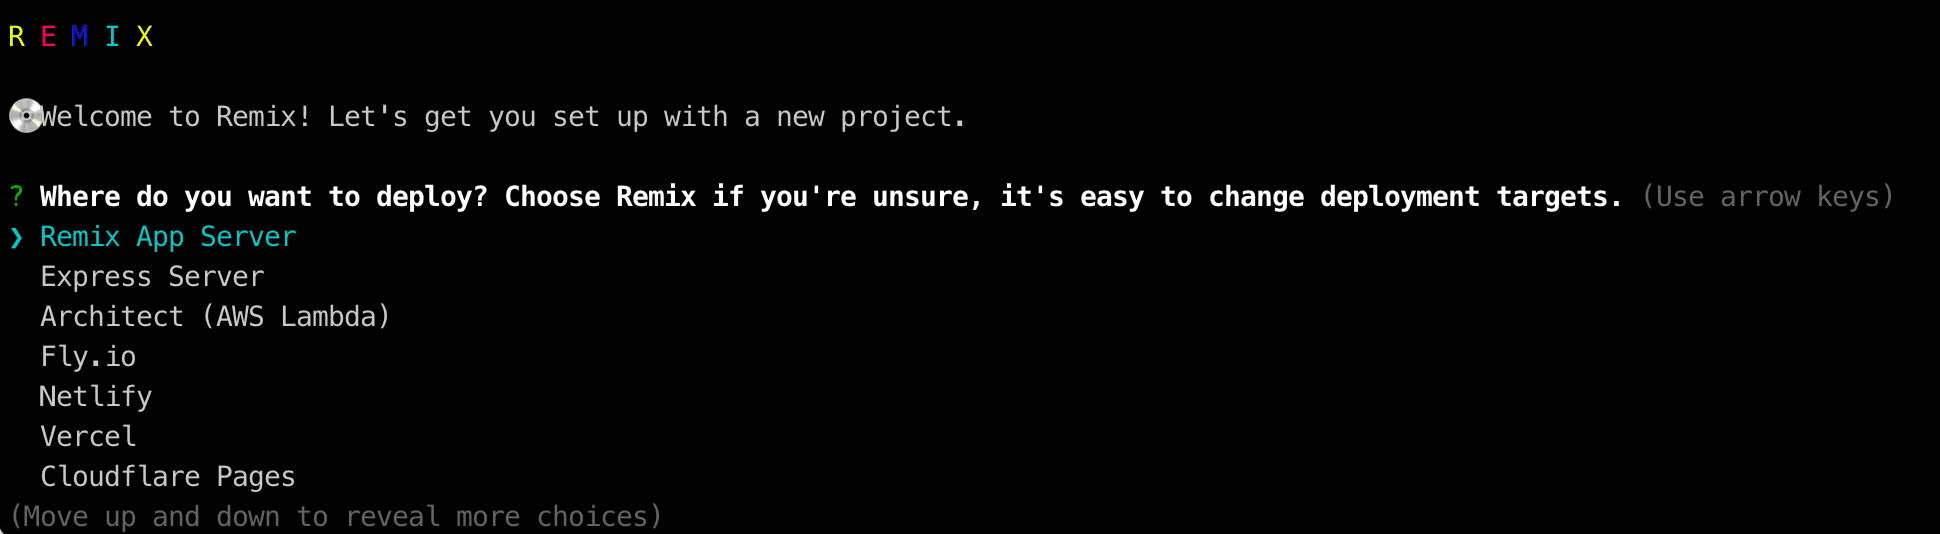 R E M I X
Welcome to Remix! Let's get you set up with a new project.
? Where do you want to deploy? Choose Remix if you're unsure, it's easy to change deployment targets. (Use arrow keys)
❯ Remix App Server
Express Server
Architect (AWS Lambda)
Fly.io
Netlify
Vercel
Cloudflare Pages
(Move up and down to reveal more choices)